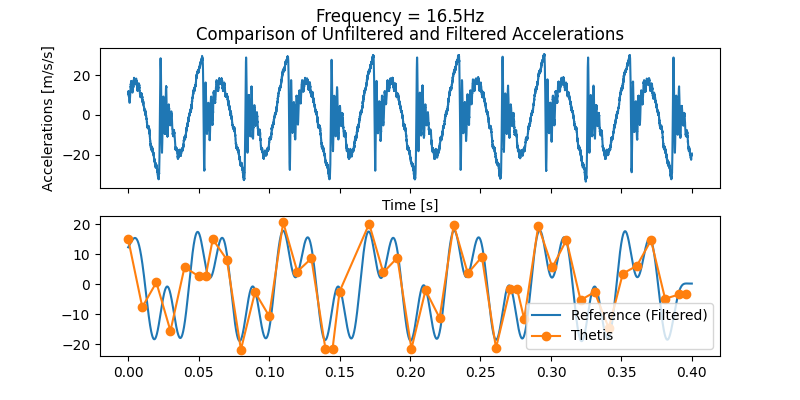 Frequency = 16.5Hz
Comparison of Unfiltered and Filtered Accelerations
Accelerations [m/s/s]
20
0
−20
Time [s]
20
10
0
−10
−20
Reference (Filtered)
Thetis
0.00 0.05 0.10 0.15 0.20 0.25 0.30 0.35 0.40